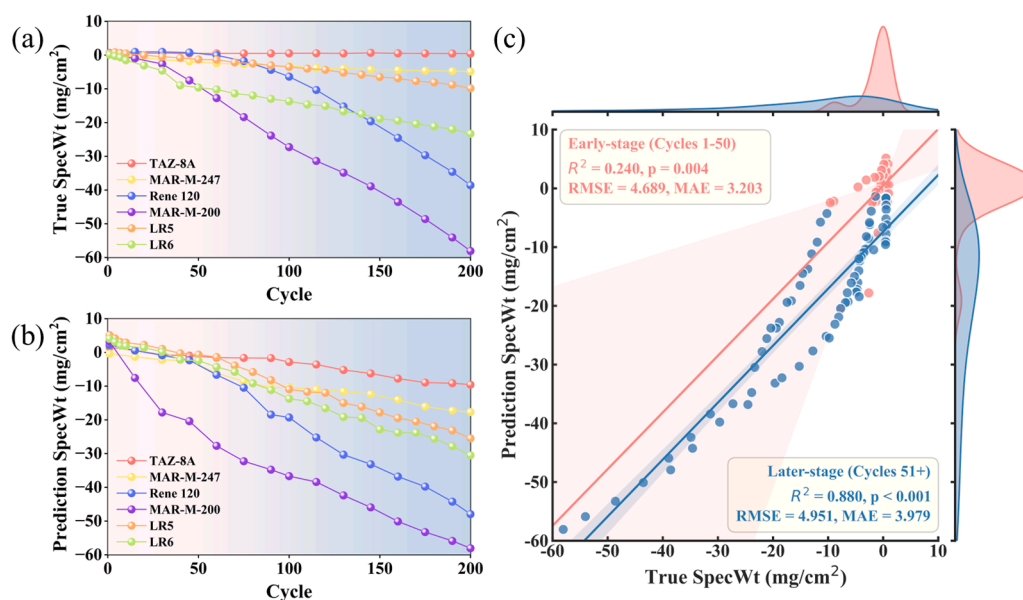 (a)
10
0
−10
−20
−30
−40
−50
−60
True SpecWt (mg/cm²)
TAZ-8A
MAR-M-247
Rene 120
MAR-M-200
LR5
LR6
0 50 100 150 200
Cycle
(b)
10
0
−10
−20
−30
−40
−50
−60
Prediction SpecWt (mg/cm²)
TAZ-8A
MAR-M-247
Rene 120
MAR-M-200
LR5
LR6
0 50 100 150 200
Cycle
(c)
10
0
−10
−20
−30
−40
−50
−60
Prediction SpecWt (mg/cm²)
Early-stage (Cycles 1-50)
R² = 0.240, p = 0.004
RMSE = 4.689, MAE = 3.203
Later-stage (Cycles 51+)
R² = 0.880, p < 0.001
RMSE = 4.951, MAE = 3.979
−60 −50 −40 −30 −20 −10 0 10
True SpecWt (mg/cm²)